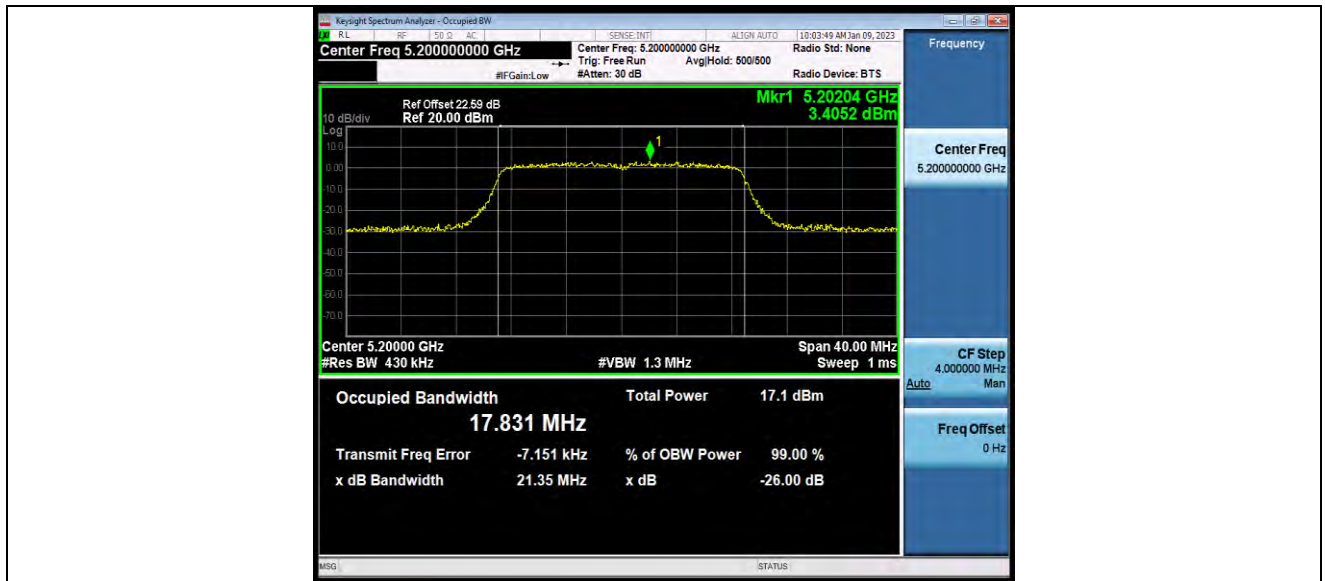 Keysight Spectrum Analyzer - Occupied BW
RL RF 50 Ω AC SENSE:INT ALIGN AUTO 10:03:49 AM Jan 09, 2023
Center Freq 5.200000000 GHz
Center Freq: 5.200000000 GHz Radio Std: None
Trig: Free Run Avg|Hold: 500/500
#IFGain:Low #Atten: 30 dB Radio Device: BTS
Frequency
Mkr1 5.20204 GHz
3.4052 dBm
Ref Offset 22.59 dB
10 dB/div Ref 20.00 dBm
Log
10.0
0.00
-10.0
-20.0
-30.0
-40.0
-50.0
-60.0
-70.0
1
Center 5.20000 GHz Span 40.00 MHz
#Res BW 430 kHz #VBW 1.3 MHz Sweep 1 ms
Occupied Bandwidth Total Power 17.1 dBm
17.831 MHz
Transmit Freq Error -7.151 kHz % of OBW Power 99.00 %
x dB Bandwidth 21.35 MHz x dB -26.00 dB
Center Freq
5.200000000 GHz
CF Step
4.000000 MHz
Auto Man
Freq Offset
0 Hz
MSG STATUS